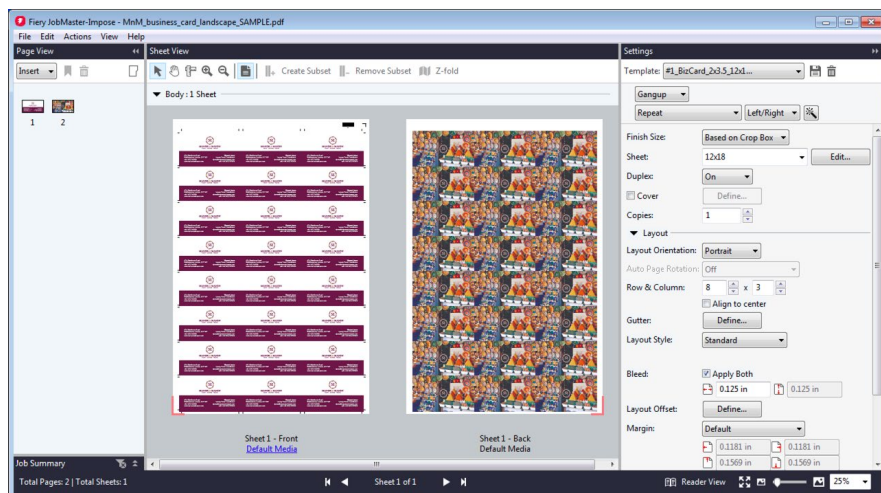 Fiery JobMaster-Impose - MnM_business_card_landscape_SAMPLE.pdf
File Edit Actions View Help
Page View
Sheet View
Settings
Insert
Create Subset
Remove Subset
Z-fold
Template: #1_BizCard_2x3.5_12x1...
Body : 1 Sheet
Gangup
Repeat
Left/Right
1 2
Finish Size: Based on Crop Box
Sheet: 12x18 Edit...
Duplex: On
Cover Define...
Copies: 1
Layout
Layout Orientation: Portrait
Auto Page Rotation: Off
Row & Column: 8 x 3
Align to center
Gutter: Define...
Layout Style: Standard
Bleed: Apply Both
0.125 in 0.125 in
Layout Offset: Define...
Margin: Default
0.1181 in 0.1181 in
0.1569 in 0.1569 in
Sheet 1 - Front
Default Media
Sheet 1 - Back
Default Media
Job Summary
Total Pages: 2 | Total Sheets: 1
Sheet 1 of 1
Reader View
25%